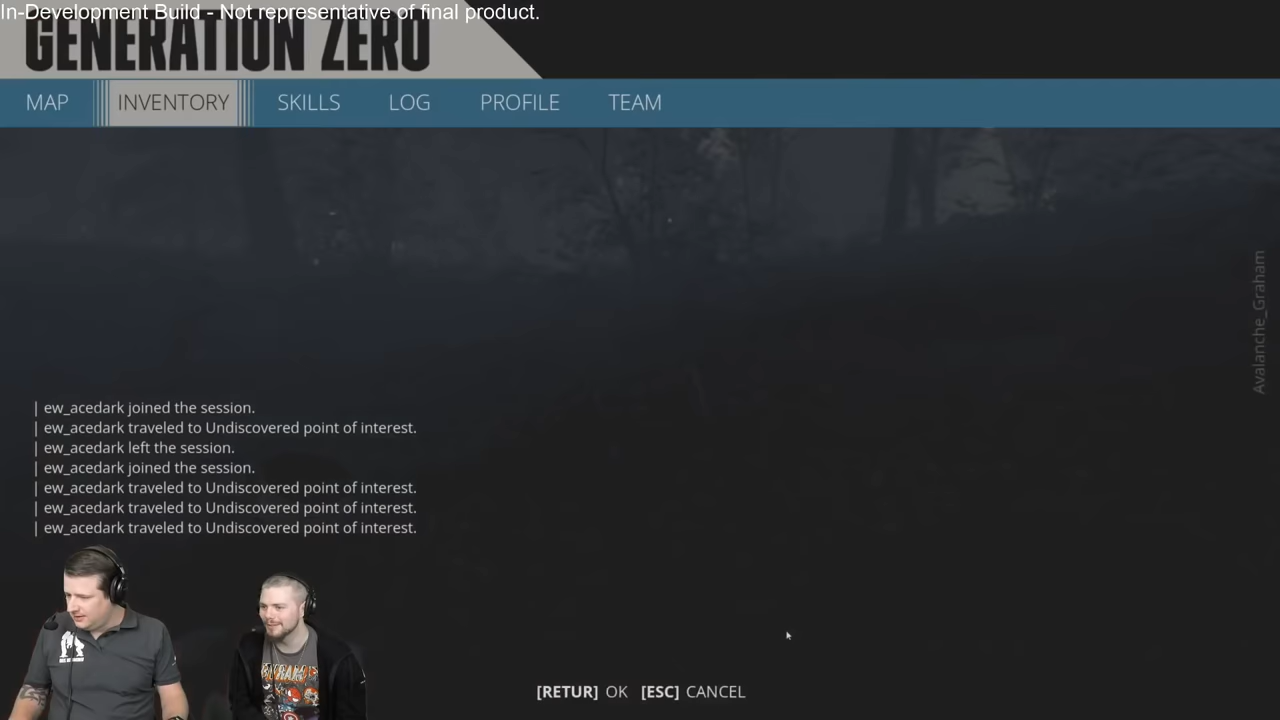 In-Development Build - Not representative of final product.
GENERATION ZERO
MAP INVENTORY SKILLS LOG PROFILE TEAM
Avalanche_Graham
| ew_acedark joined the session.
| ew_acedark traveled to Undiscovered point of interest.
| ew_acedark left the session.
| ew_acedark joined the session.
| ew_acedark traveled to Undiscovered point of interest.
| ew_acedark traveled to Undiscovered point of interest.
| ew_acedark traveled to Undiscovered point of interest.
[RETUR] OK [ESC] CANCEL